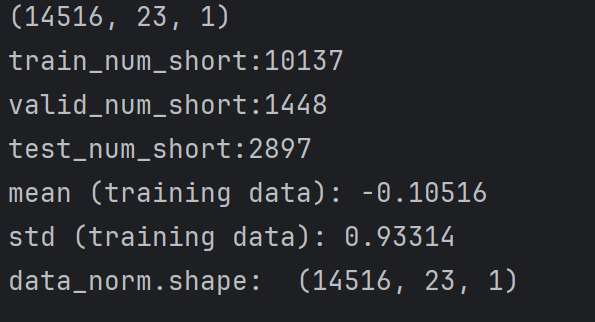 (14516, 23, 1)
train_num_short:10137
valid_num_short:1448
test_num_short:2897
mean (training data): -0.10516
std (training data): 0.93314
data_norm.shape:  (14516, 23, 1)